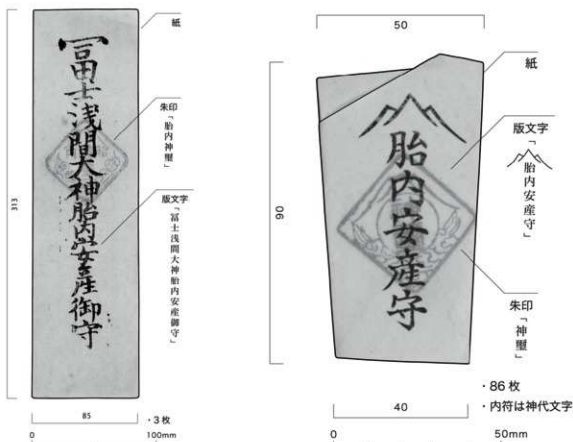 冨士浅間大神胎内安産御守
紙
朱印
「胎内神璽」
版文字
「冨士浅間大神胎内安産御守」
313
85
・3枚
0
100mm
50
90
胎内安産守
紙
版文字
「胎内安産守」
朱印
「神璽」
・86枚
・内符は神代文字
40
0
50mm